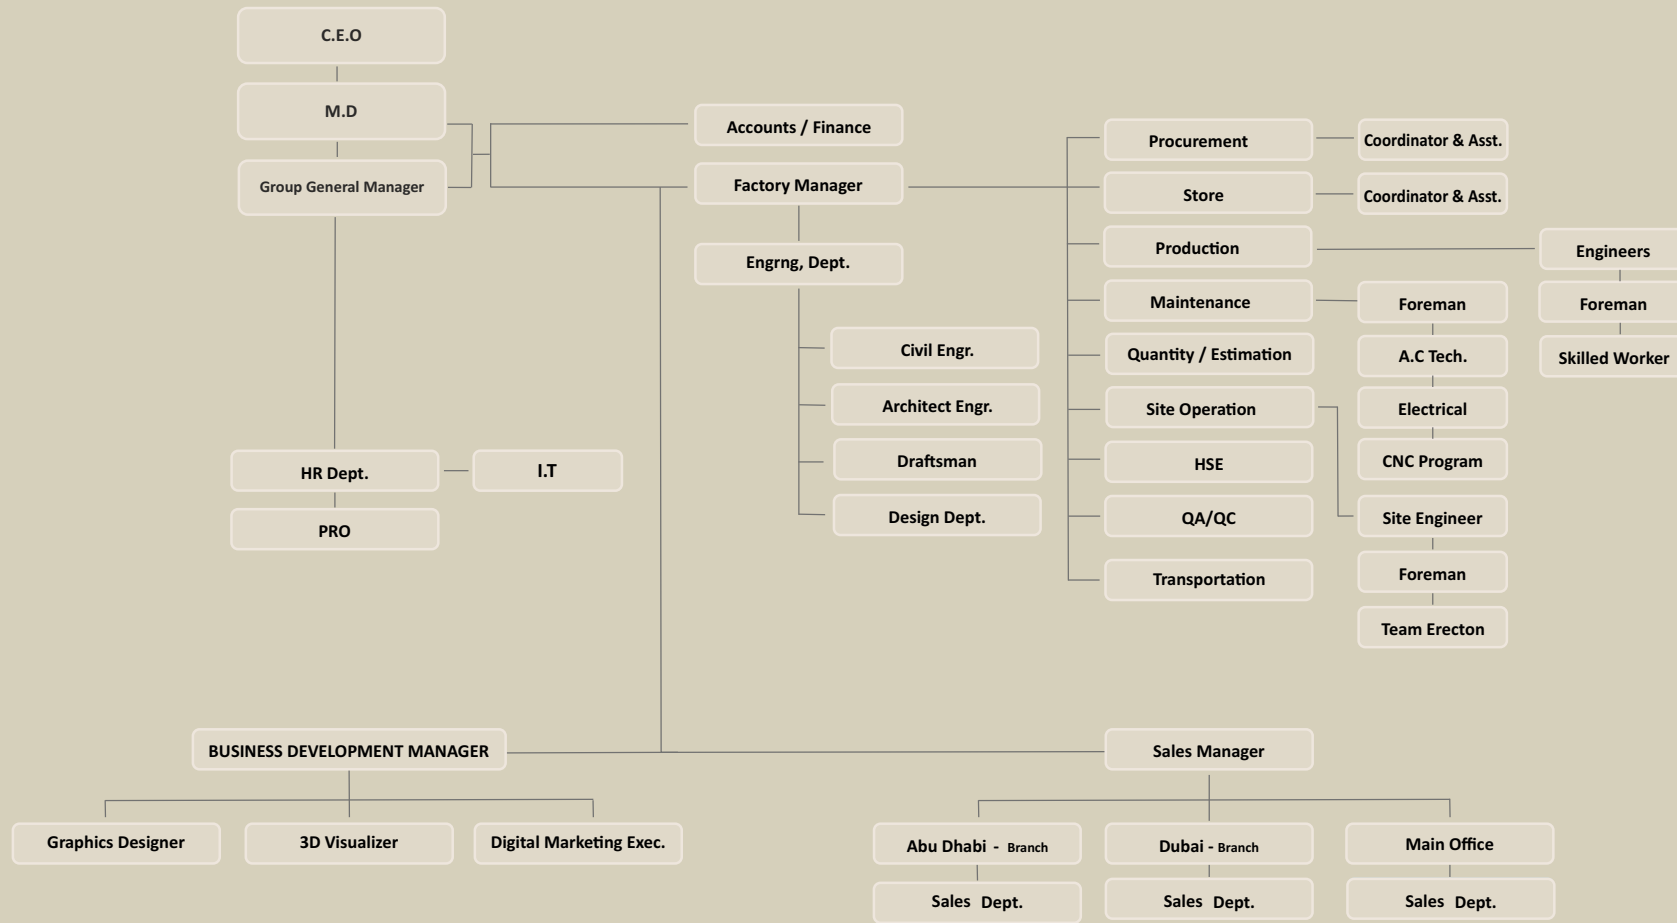 C.E.O
M.D
Group General Manager
HR Dept.
I.T
PRO
Accounts / Finance
Factory Manager
Engrng, Dept.
Civil Engr.
Architect Engr.
Draftsman
Design Dept.
Procurement
Coordinator & Asst.
Store
Coordinator & Asst.
Production
Engineers
Foreman
Skilled Worker
Maintenance
Foreman
A.C Tech.
Electrical
CNC Program
Quantity / Estimation
Site Operation
Site Engineer
Foreman
Team Erecton
HSE
QA/QC
Transportation
BUSINESS DEVELOPMENT MANAGER
Graphics Designer
3D Visualizer
Digital Marketing Exec.
Sales Manager
Abu Dhabi - Branch
Sales Dept.
Dubai - Branch
Sales Dept.
Main Office
Sales Dept.